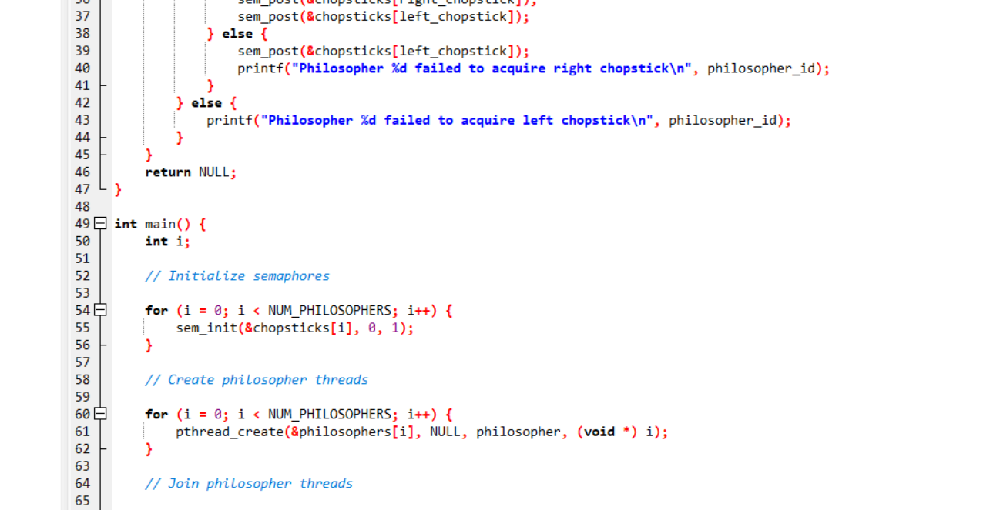 36 sem_post(&chopsticks[right_chopstick]);
37 sem_post(&chopsticks[left_chopstick]);
38 } else {
39 sem_post(&chopsticks[left_chopstick]);
40 printf("Philosopher %d failed to acquire right chopstick\n", philosopher_id);
41 }
42 } else {
43 printf("Philosopher %d failed to acquire left chopstick\n", philosopher_id);
44 }
45 }
46 return NULL;
47 }
48
49 int main() {
50 int i;
51
52 // Initialize semaphores
53
54 for (i = 0; i < NUM_PHILOSOPHERS; i++) {
55 sem_init(&chopsticks[i], 0, 1);
56 }
57
58 // Create philosopher threads
59
60 for (i = 0; i < NUM_PHILOSOPHERS; i++) {
61 pthread_create(&philosophers[i], NULL, philosopher, (void *) i);
62 }
63
64 // Join philosopher threads
65